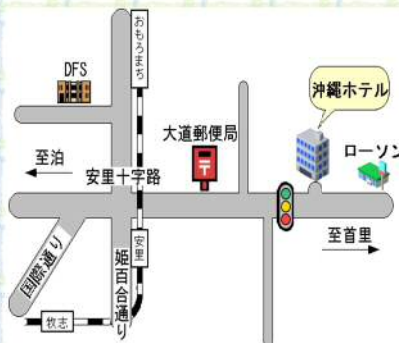 おもろまち
DFS
沖縄ホテル
大道郵便局
ローソン
至泊
安里十字路
至首里
国際通り
姫百合通り
安里
牧志